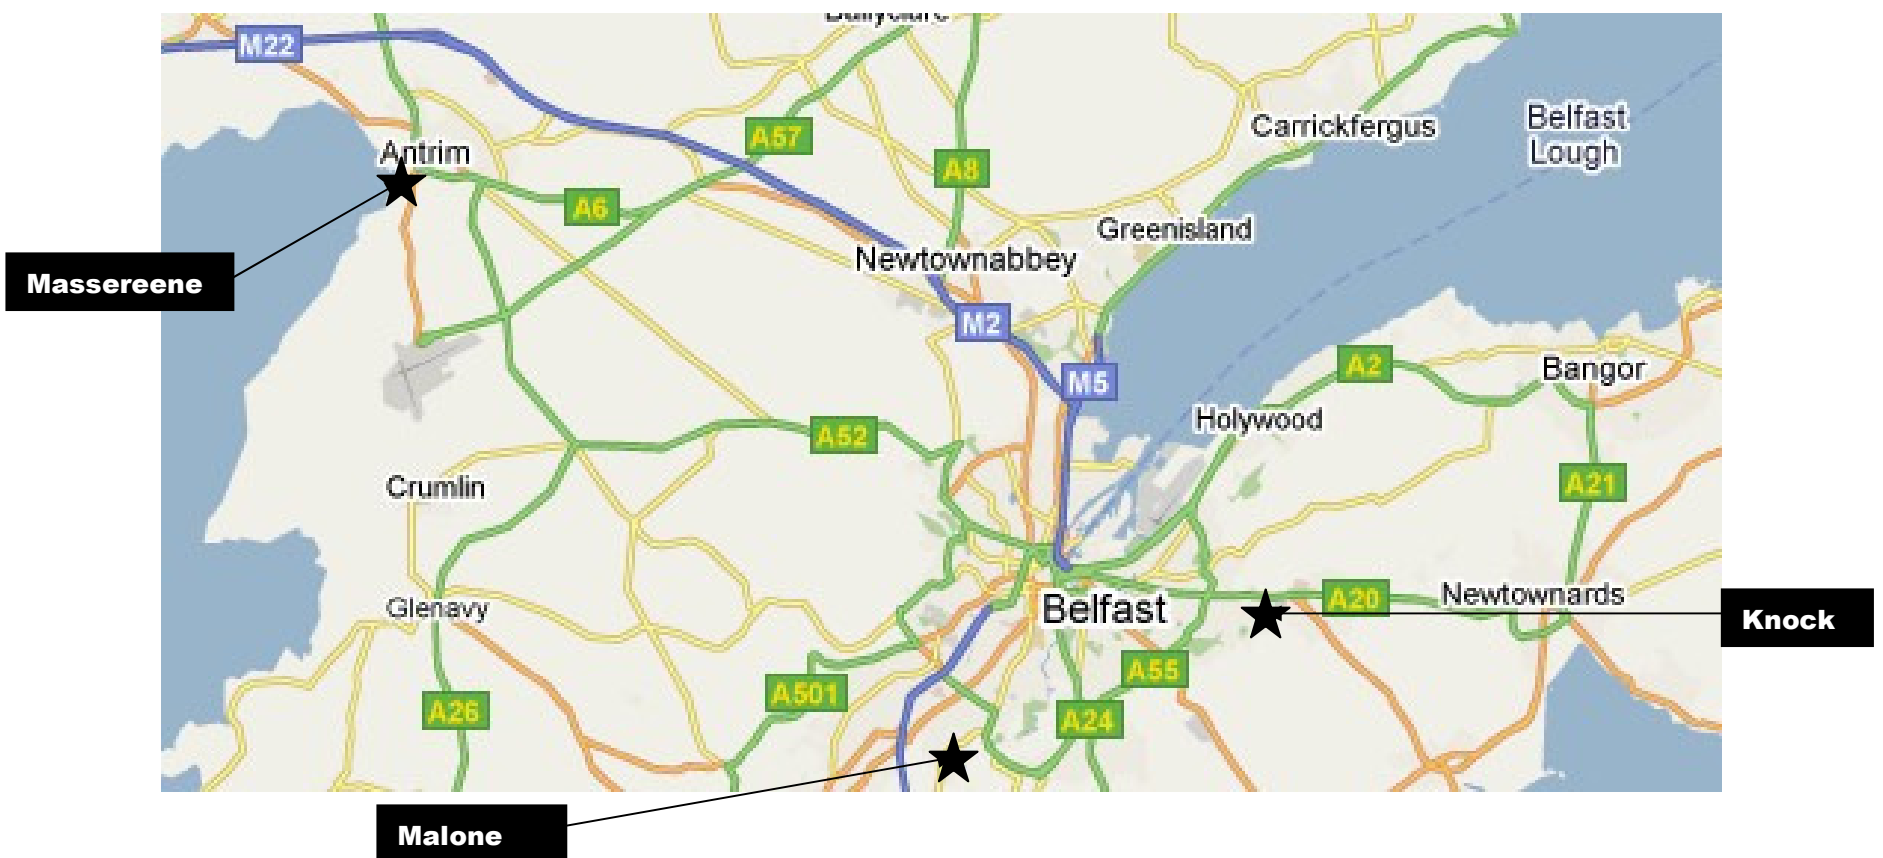 Ballyclare
M22
Belfast
Lough
Carrickfergus
A57
Antrim
A8
A6
Greenisland
Newtownabbey
Massereene
M2
A2
Bangor
M5
Holywood
A52
A21
Crumlin
Newtownards
A20
Glenavy
Belfast
Knock
A55
A501
A26
A24
Malone